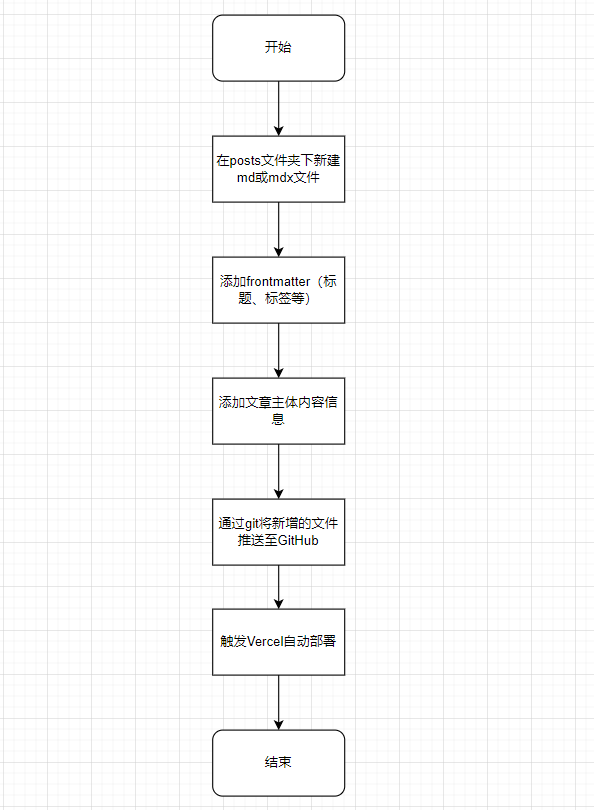 开始
在posts文件夹下新建
md或mdx文件
添加frontmatter（标
题、标签等）
添加文章主体内容信
息
通过git将新增的文件
推送至GitHub
触发Vercel自动部署
结束